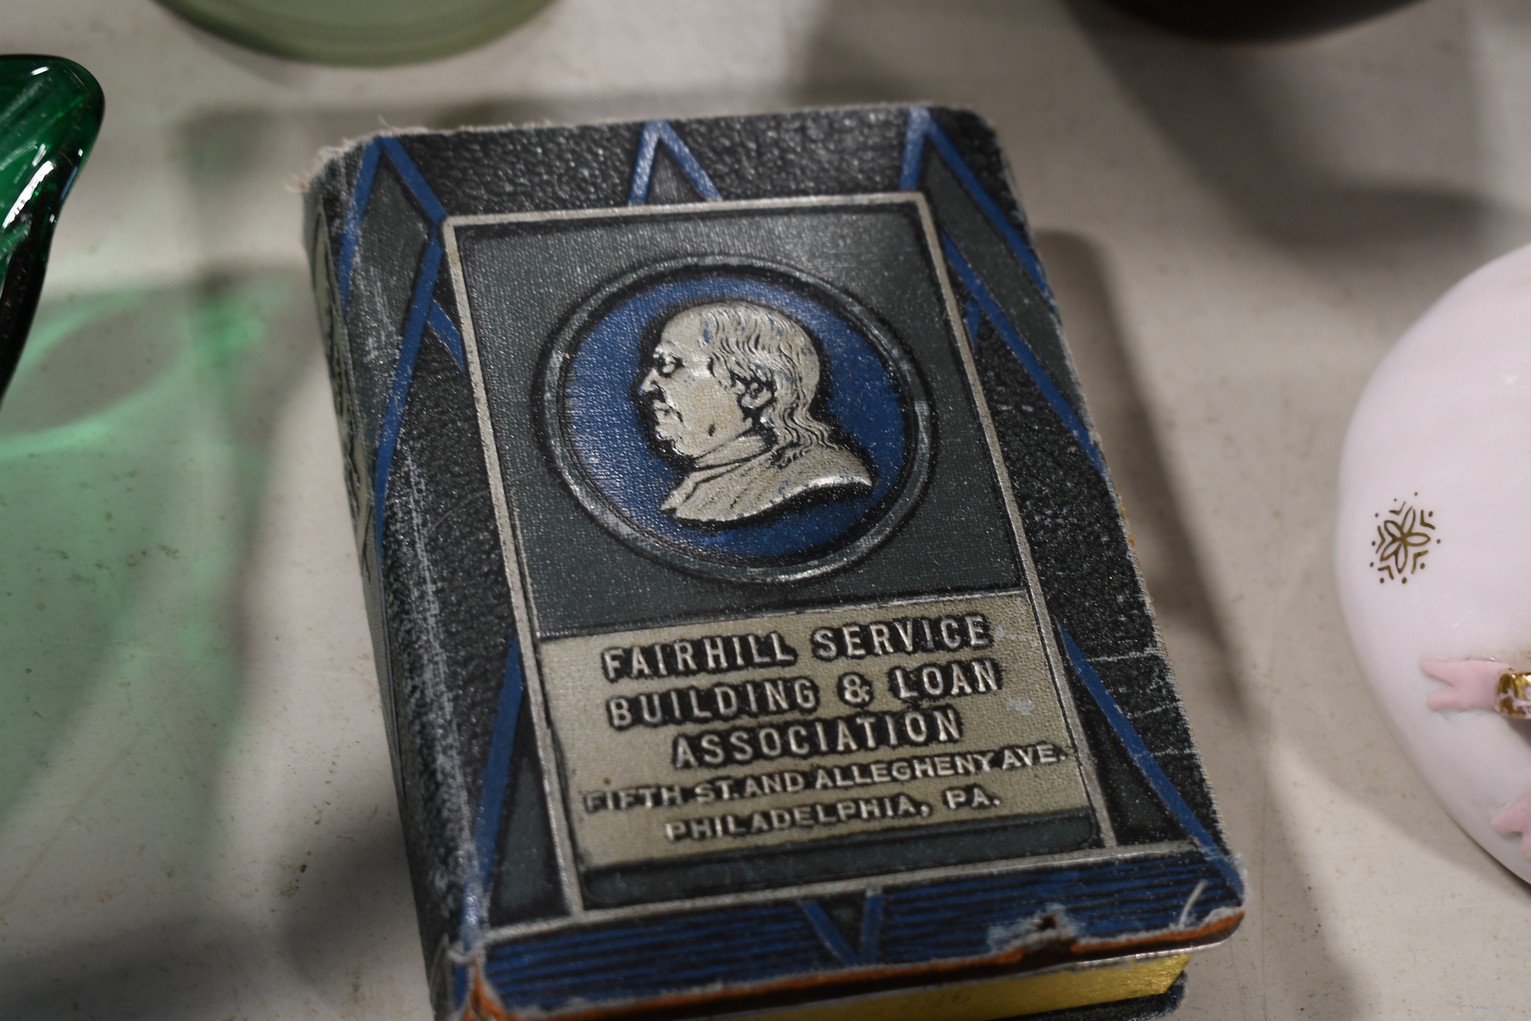 FAIRHILL SERVICE
BUILDING & LOAN
ASSOCIATION
FIFTH ST. AND ALLEGHENY AVE.
PHILADELPHIA, PA.